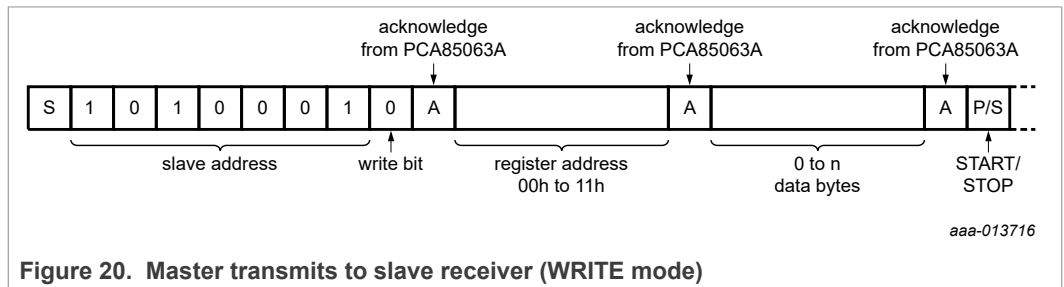 acknowledge acknowledge acknowledge
from PCA85063A from PCA85063A from PCA85063A
S 1 0 1 0 0 0 1 0 A A A P/S
slave address write bit register address 0 to n START/
00h to 11h data bytes STOP
aaa-013716
Figure 20. Master transmits to slave receiver (WRITE mode)